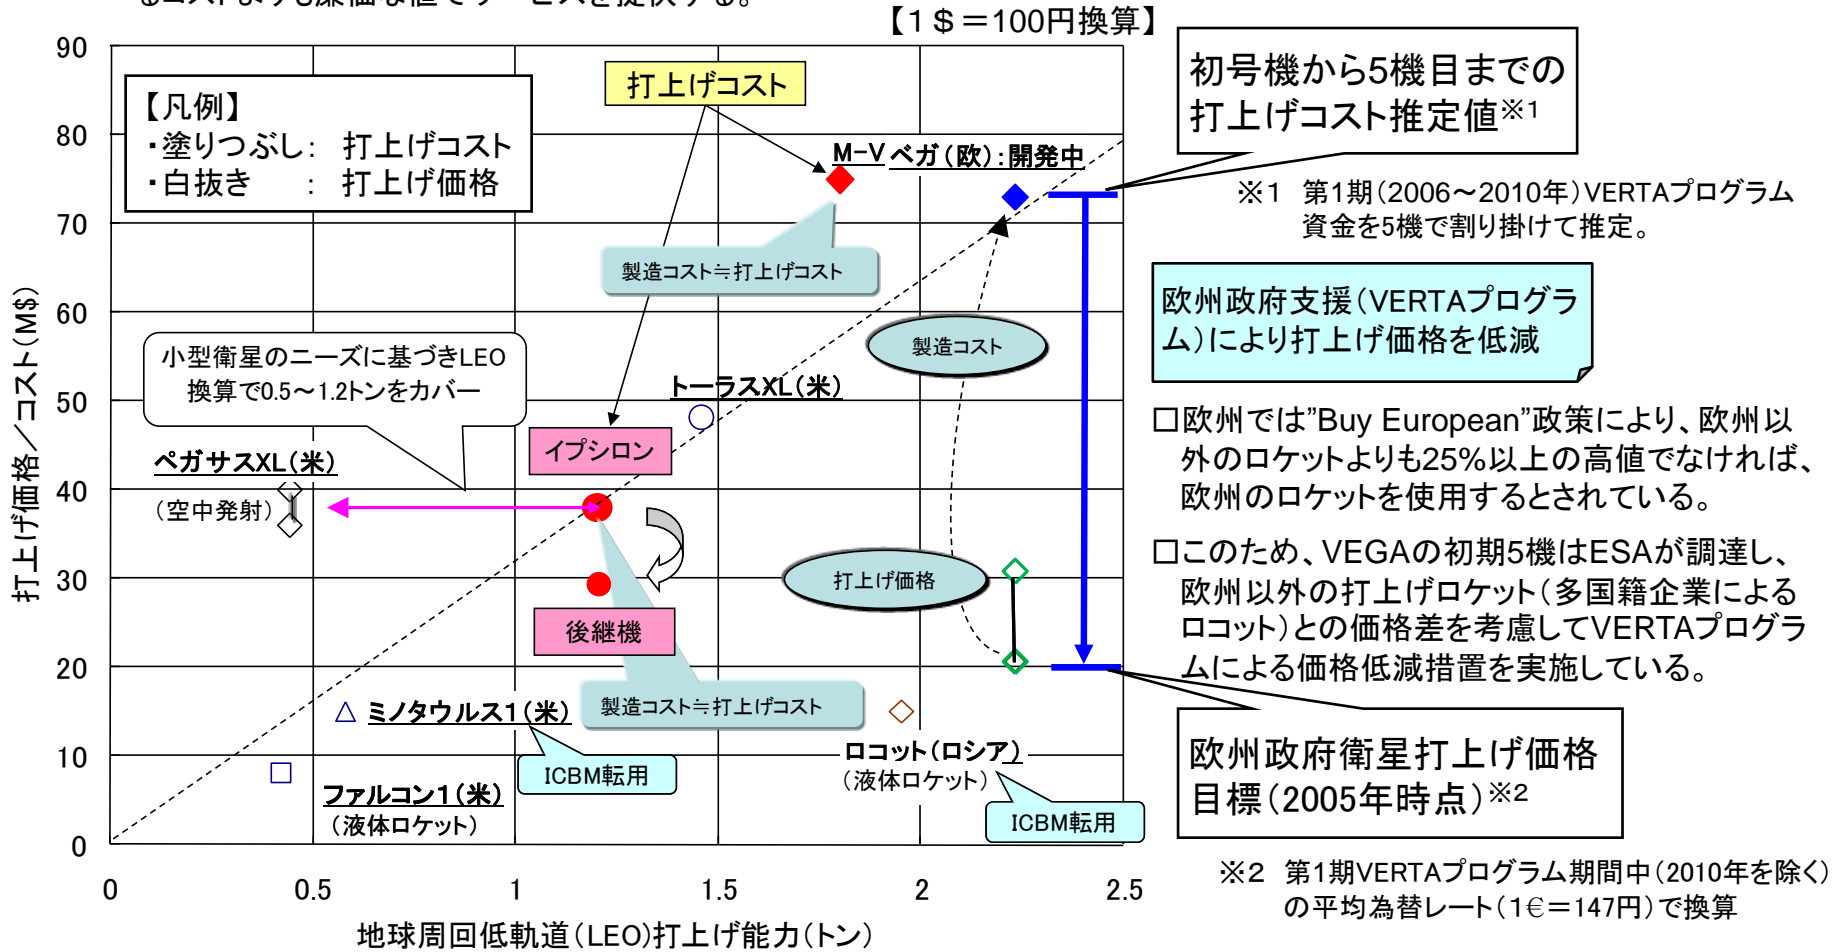 るコストよりも廉価な値でサービスを提供する。
【1＄＝100円換算】
90
80
70
60
50
40
30
20
10
0
打上げ価格／コスト(M$)
【凡例】
・塗りつぶし： 打上げコスト
・白抜き ： 打上げ価格
打上げコスト
M-V
ベガ(欧)：開発中
製造コスト≒打上げコスト
小型衛星のニーズに基づきLEO
換算で0.5～1.2トンをカバー
製造コスト
トーラスXL(米)
イプシロン
ペガサスXL(米)
(空中発射)
打上げ価格
後継機
製造コスト≒打上げコスト
ミノタウルス1(米)
ICBM転用
ロコット(ロシア)
(液体ロケット)
ICBM転用
ファルコン1(米)
(液体ロケット)
0
0.5
1
1.5
2
2.5
地球周回低軌道(LEO)打上げ能力(トン)
初号機から5機目までの
打上げコスト推定値※1
※1 第1期(2006～2010年)VERTAプログラム
資金を5機で割り掛けて推定。
欧州政府支援(VERTAプログラ
ム)により打上げ価格を低減
□欧州では”Buy European”政策により、欧州以
外のロケットよりも25%以上の高値でなければ、
欧州のロケットを使用するとされている。
□このため、VEGAの初期5機はESAが調達し、
欧州以外の打上げロケット(多国籍企業による
ロコット)との価格差を考慮してVERTAプログラ
ムによる価格低減措置を実施している。
欧州政府衛星打上げ価格
目標(2005年時点)※2
※2 第1期VERTAプログラム期間中(2010年を除く)
の平均為替レート(1€＝147円)で換算